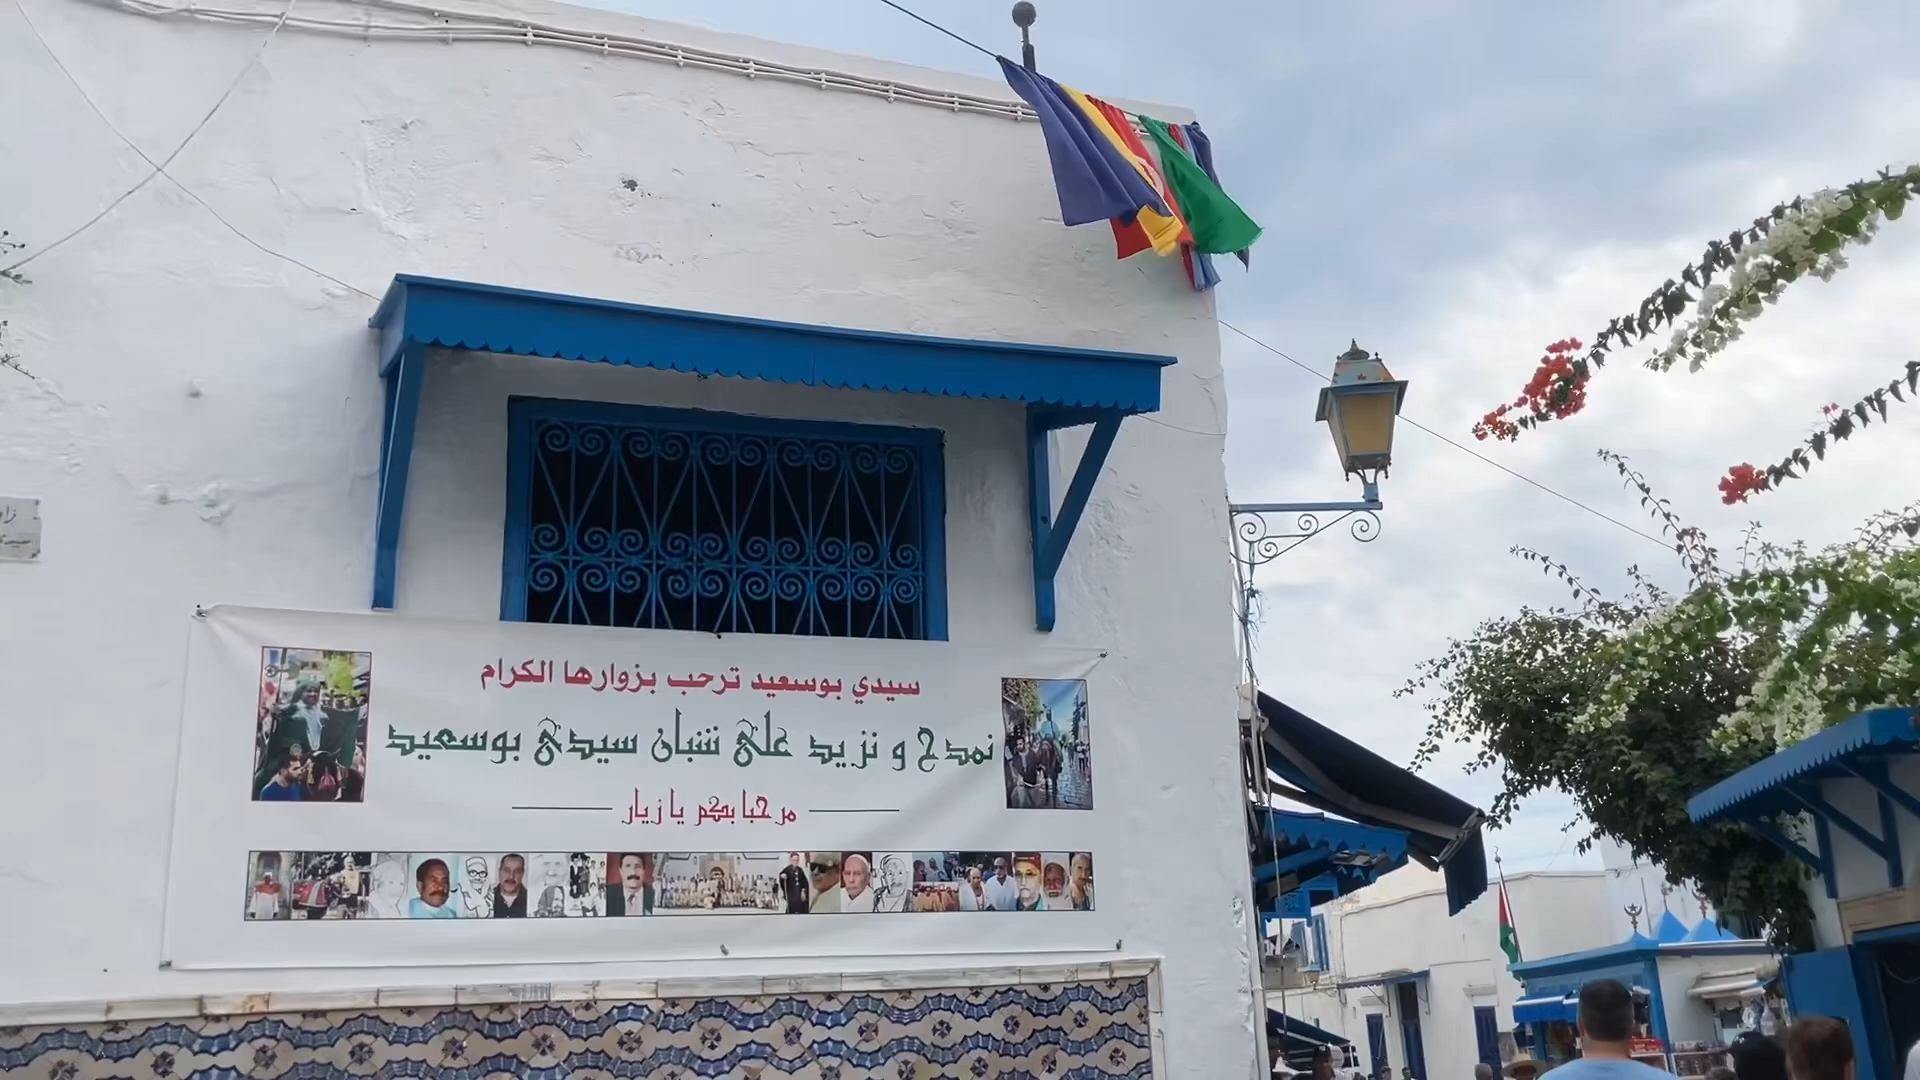 سيدي بوسعيد ترحب بزوارها الكرام
نمدح و نزيد على شبان سيدي بوسعيد
مرحبا بكم يا زيار